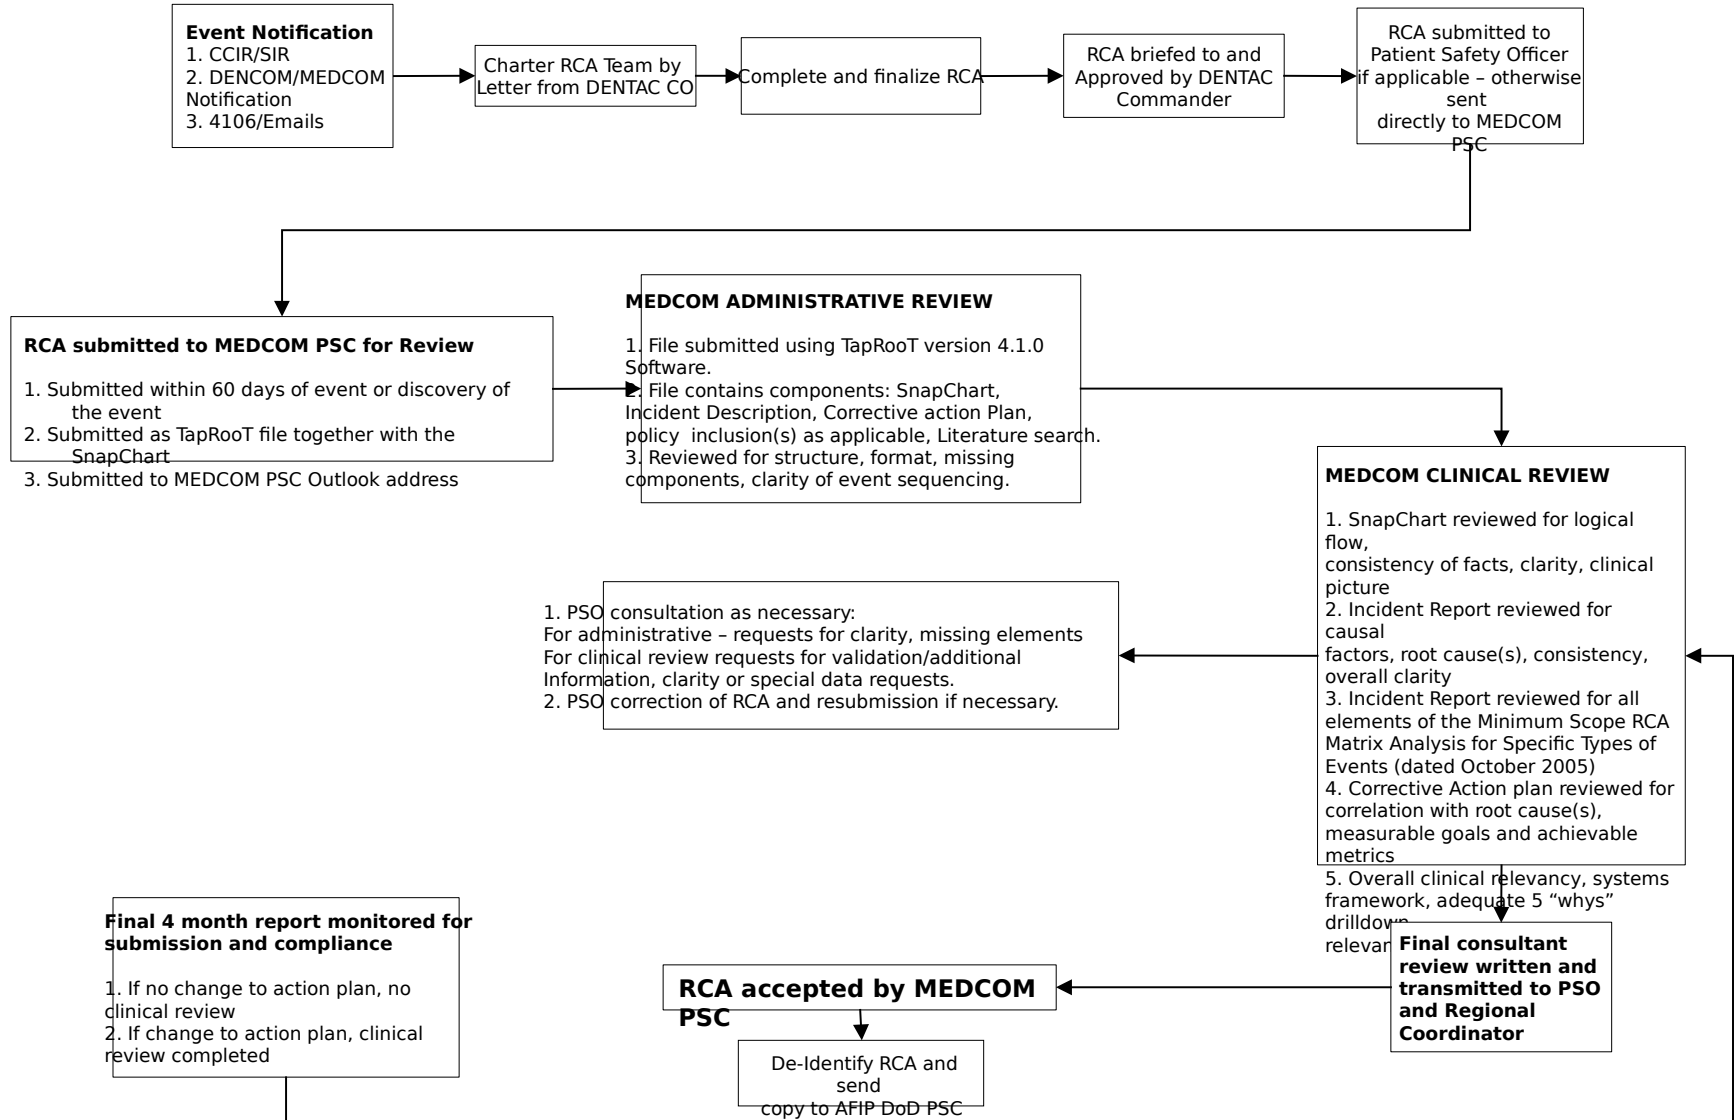 Event Notification
1. CCIR/SIR
2. DENCOM/MEDCOM
Notification
3. 4106/Emails
Charter RCA Team by
Letter from DENTAC CO
Complete and finalize RCA
RCA briefed to and
Approved by DENTAC
Commander
RCA submitted to
Patient Safety Officer
if applicable – otherwise
sent
directly to MEDCOM
PSC
RCA submitted to MEDCOM PSC for Review
1. Submitted within 60 days of event or discovery of
the event
2. Submitted as TapRooT file together with the
SnapChart
3. Submitted to MEDCOM PSC Outlook address
MEDCOM ADMINISTRATIVE REVIEW
1. File submitted using TapRooT version 4.1.0
Software.
2. File contains components: SnapChart,
Incident Description, Corrective action Plan,
policy  inclusion(s) as applicable, Literature search.
3. Reviewed for structure, format, missing
components, clarity of event sequencing.
MEDCOM CLINICAL REVIEW
1. SnapChart reviewed for logical
flow,
consistency of facts, clarity, clinical
picture
2. Incident Report reviewed for
causal
factors, root cause(s), consistency,
overall clarity
3. Incident Report reviewed for all
elements of the Minimum Scope RCA
Matrix Analysis for Specific Types of
Events (dated October 2005)
4. Corrective Action plan reviewed for
correlation with root cause(s),
measurable goals and achievable
metrics
5. Overall clinical relevancy, systems
framework, adequate 5 “whys”
drilldown
1. PSO consultation as necessary:
For administrative – requests for clarity, missing elements
For clinical review requests for validation/additional
Information, clarity or special data requests.
2. PSO correction of RCA and resubmission if necessary.
Final consultant
review written and
transmitted to PSO
and Regional
Coordinator
RCA accepted by MEDCOM
PSC
De-Identify RCA and
send
copy to AFIP DoD PSC
Final 4 month report monitored for
submission and compliance
1. If no change to action plan, no
clinical review
2. If change to action plan, clinical
review completed